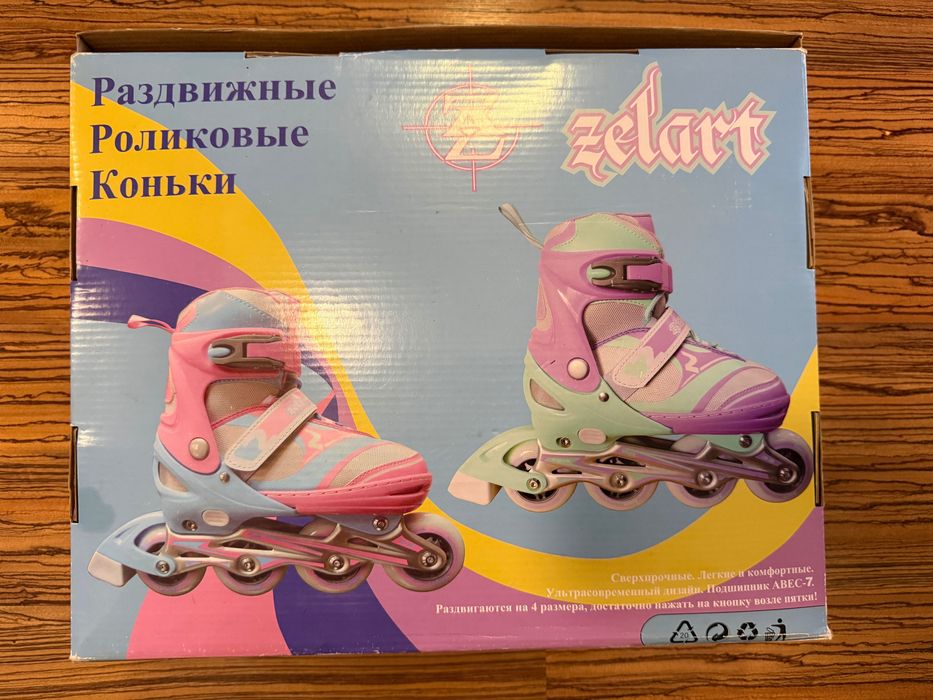 Раздвижные
Роликовые
Коньки
zelart
Сверхпрочные. Легкие и комфортные.
Ультрасовременный дизайн. Подшипник ABEC-7.
Раздвигаются на 4 размера, достаточно нажать на кнопку возле пятки!
20